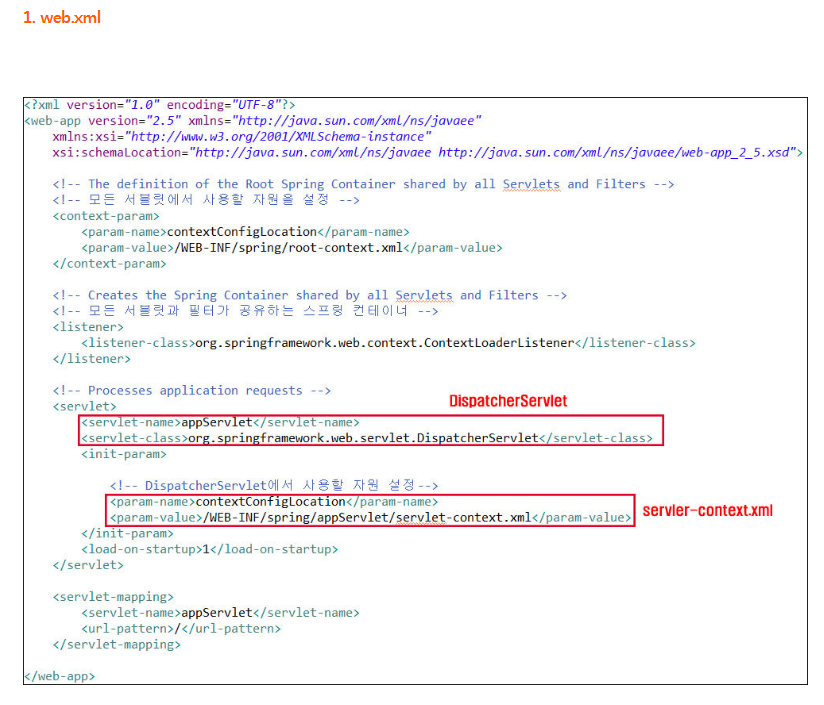 1. web.xml
<?xml version="1.0" encoding="UTF-8"?>
<web-app version="2.5" xmlns="http://java.sun.com/xml/ns/javaee"
xmlns:xsi="http://www.w3.org/2001/XMLSchema-instance"
xsi:schemaLocation="http://java.sun.com/xml/ns/javaee http://java.sun.com/xml/ns/javaee/web-app_2_5.xsd">
<!-- The definition of the Root Spring Container shared by all Servlets and Filters -->
<!-- 모든 서블릿에서 사용할 자원을 설정 -->
<context-param>
<param-name>contextConfigLocation</param-name>
<param-value>/WEB-INF/spring/root-context.xml</param-value>
</context-param>
<!-- Creates the Spring Container shared by all Servlets and Filters -->
<!-- 모든 서블릿과 필터가 공유하는 스프링 컨테이너 -->
<listener>
<listener-class>org.springframework.web.context.ContextLoaderListener</listener-class>
</listener>
<!-- Processes application requests -->
DispatcherServlet
<servlet>
<servlet-name>appServlet</servlet-name>
<servlet-class>org.springframework.web.servlet.DispatcherServlet</servlet-class>
<init-param>
<!-- DispatcherServlet에서 사용할 자원 설정-->
<param-name>contextConfigLocation</param-name>
<param-value>/WEB-INF/spring/appServlet/servlet-context.xml</param-value>
servler-context.xml
</init-param>
<load-on-startup>1</load-on-startup>
</servlet>
<servlet-mapping>
<servlet-name>appServlet</servlet-name>
<url-pattern>/</url-pattern>
</servlet-mapping>
</web-app>